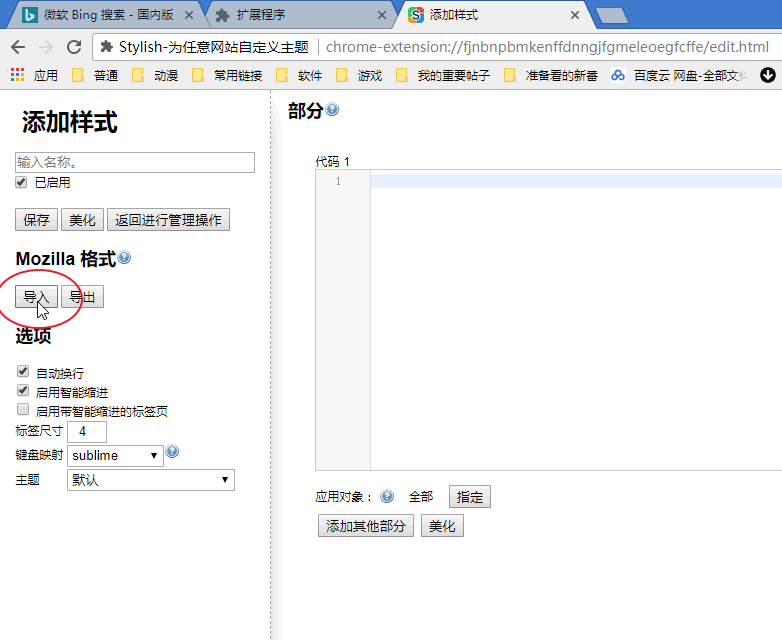 微软 Bing 搜索 - 国内版
扩展程序
添加样式
Stylish-为任意网站自定义主题
chrome-extension://fjnbnpbmkenffdnngjfgmeleoegfcffe/edit.html
应用
普通
动漫
常用链接
软件
游戏
我的重要帖子
准备看的新番
百度云 网盘-全部文
添加样式
输入名称。
已启用
保存
美化
返回进行管理操作
Mozilla 格式
导入
导出
选项
自动换行
启用智能缩进
启用带智能缩进的标签页
标签尺寸 4
键盘映射 sublime
主题 默认
部分
代码 1
1
应用对象： 全部 指定
添加其他部分 美化